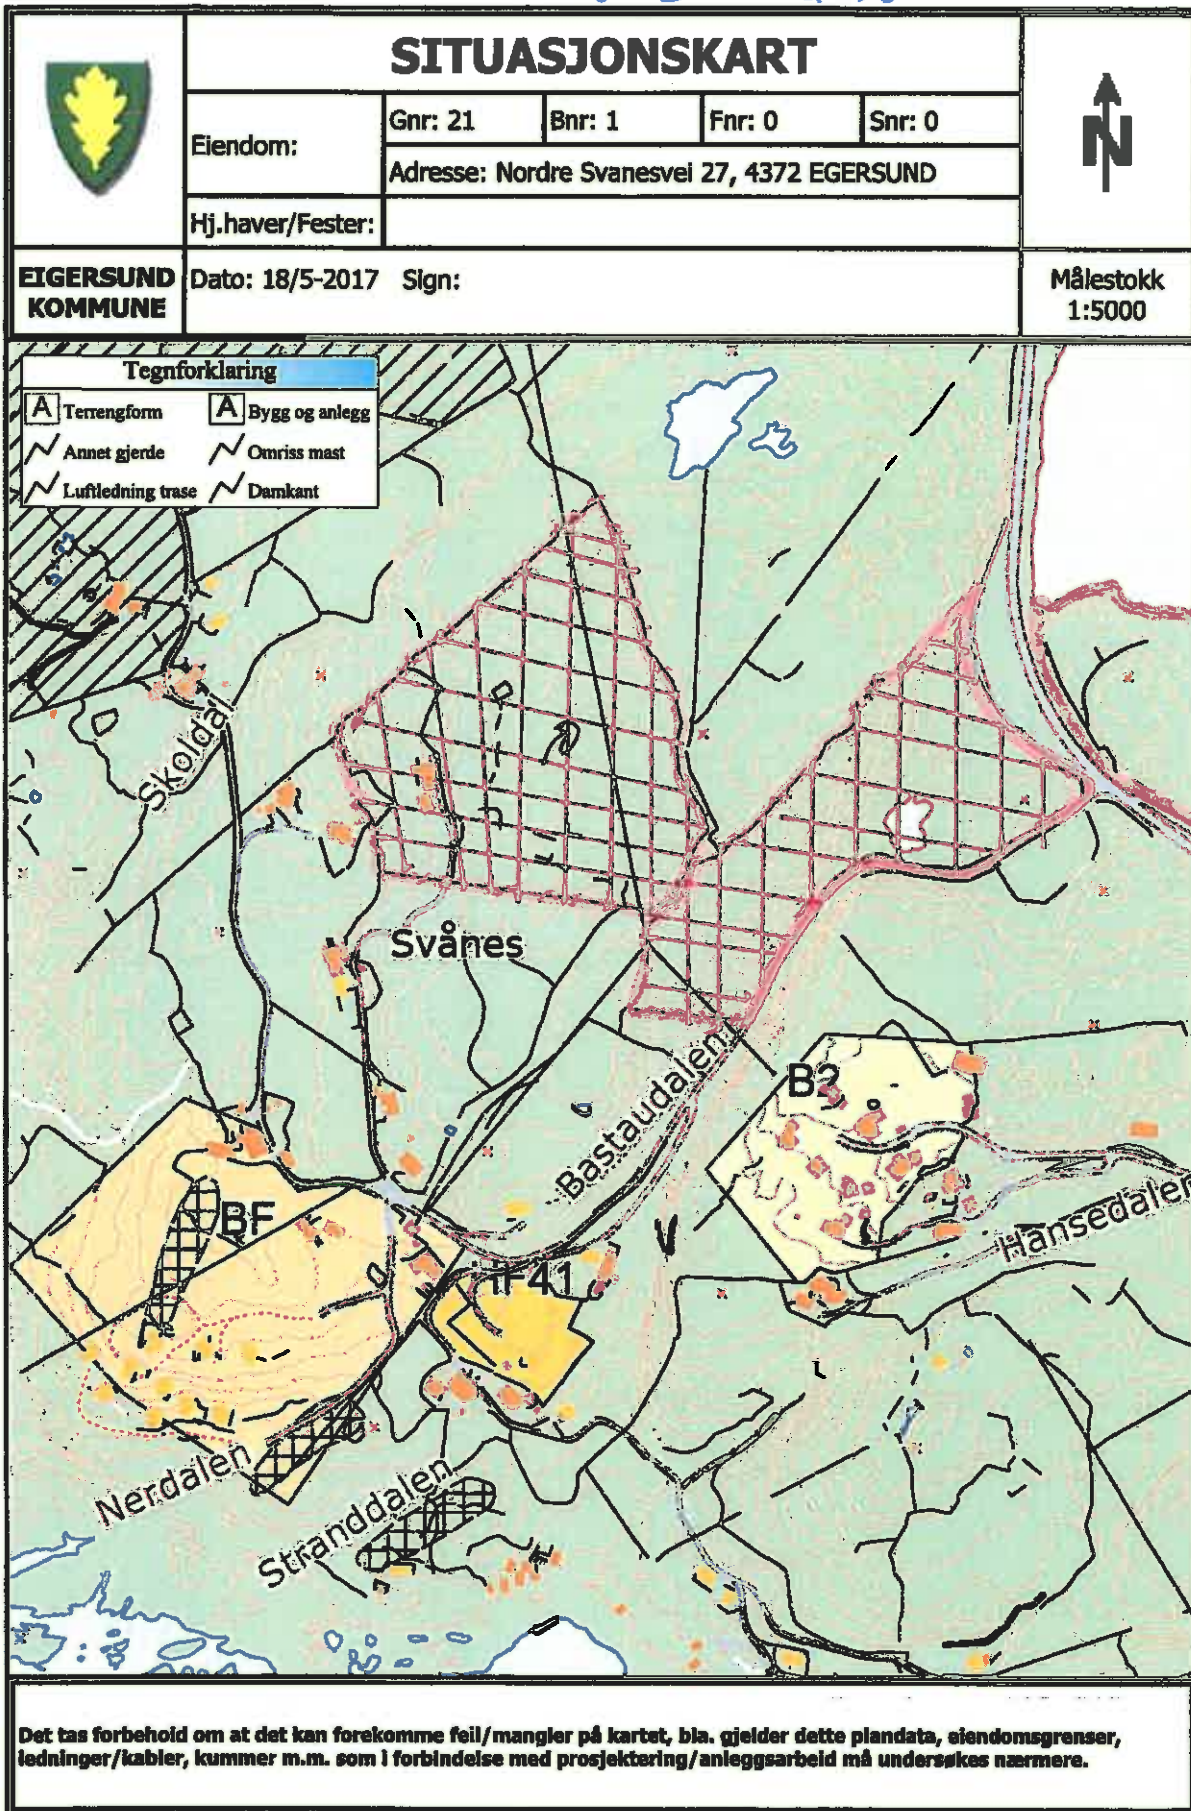 SITUASJONSKART
Eiendom:
Gnr: 21
Bnr: 1
Fnr: 0
Snr: 0
Adresse: Nordre Svanesvei 27, 4372 EGERSUND
Hj.haver/Fester:
N
EIGERSUND
KOMMUNE
Dato: 18/5-2017 Sign:
Målestokk
1:5000
Tegnforklaring
A Terrengform
A Bygg og anlegg
Annet gjerde
Omriss mast
Luftledning trase
Damkant
Skoldal
Svånes
Bastaudalen
B2
BF
Hansedalen
Nerdalen
Stranddalen
Det tas forbehold om at det kan forekomme feil/mangler på kartet, bla. gjelder dette plandata, eiendomsgrenser,
ledninger/kabler, kummer m.m. som i forbindelse med prosjektering/anleggsarbeid må undersøkes nærmere.